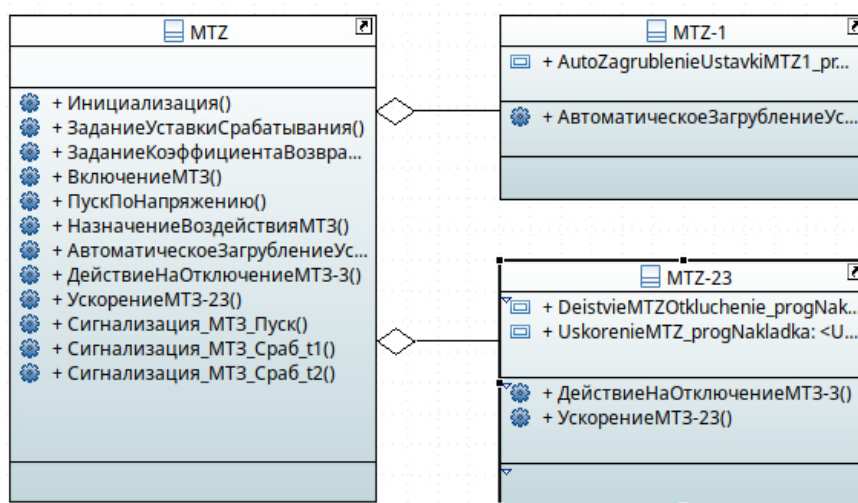 MTZ
+ Инициализация()
+ ЗаданиеУставкиСрабатывания()
+ ЗаданиеКоэффициентаВозвра...
+ ВключениеМТЗ()
+ ПускПоНапряжению()
+ НазначениеВоздействияМТЗ()
+ АвтоматическоеЗагрублениеУс...
+ ДействиеНаОтключениеМТЗ-3()
+ УскорениеМТЗ-23()
+ Сигнализация_МТЗ_Пуск()
+ Сигнализация_МТЗ_Сраб_t1()
+ Сигнализация_МТЗ_Сраб_t2()
MTZ-1
+ AutoZagrublenieUstavkiMTZ1_pr...
+ АвтоматическоеЗагрублениеУс...
MTZ-23
+ DeistvieMTZOtkluchenie_progNak...
+ UskorenieMTZ_progNakladka: <U...
+ ДействиеНаОтключениеМТЗ-3()
+ УскорениеМТЗ-23()